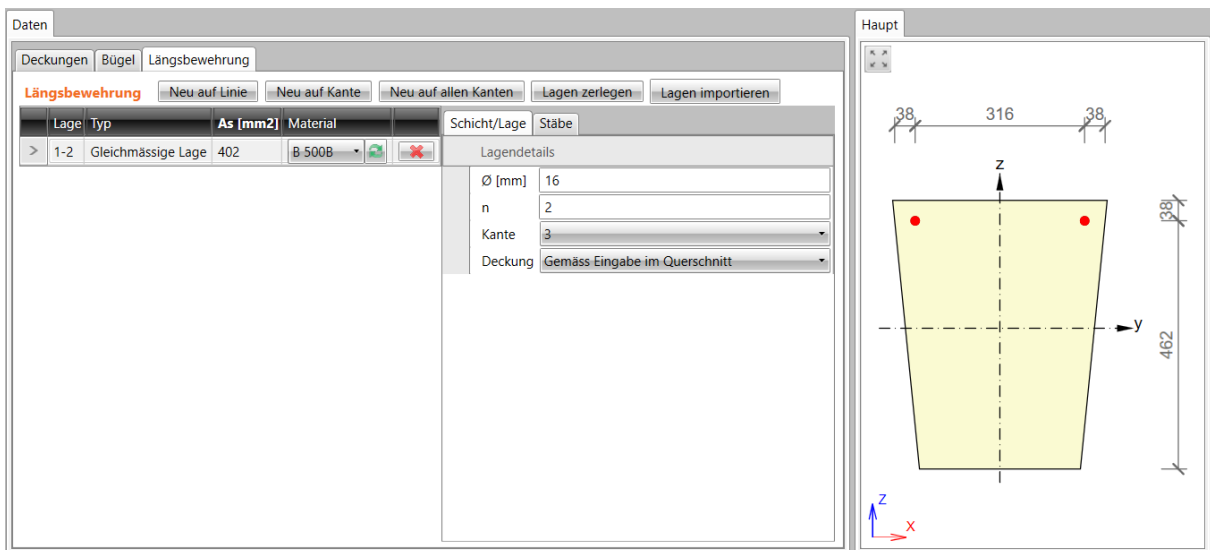 Daten
Deckungen Bügel Längsbewehrung
Längsbewehrung Neu auf Linie Neu auf Kante Neu auf allen Kanten Lagen zerlegen Lagen importieren
Lage Typ As [mm2] Material
> 1-2 Gleichmässige Lage 402 B 500B
Schicht/Lage Stäbe
Lagendetails
Ø [mm] 16
n 2
Kante 3
Deckung Gemäss Eingabe im Querschnitt
Haupt
38 316 38
z
38
y
462
Z
X